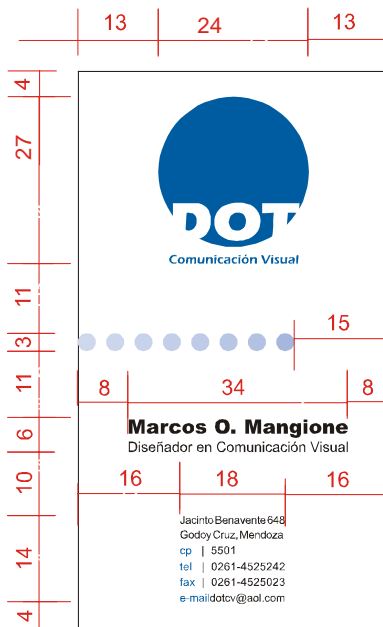 13 24 13
4
27
DOT
Comunicación Visual
11
15
3
11
8 34 8
Marcos O. Mangione
6
Diseñador en Comunicación Visual
10
16 18 16
Jacinto Benavente 648
Godoy Cruz, Mendoza
cp | 5501
14
tel | 0261-4525242
fax | 0261-4525023
e-maildotcv@aol.com
4